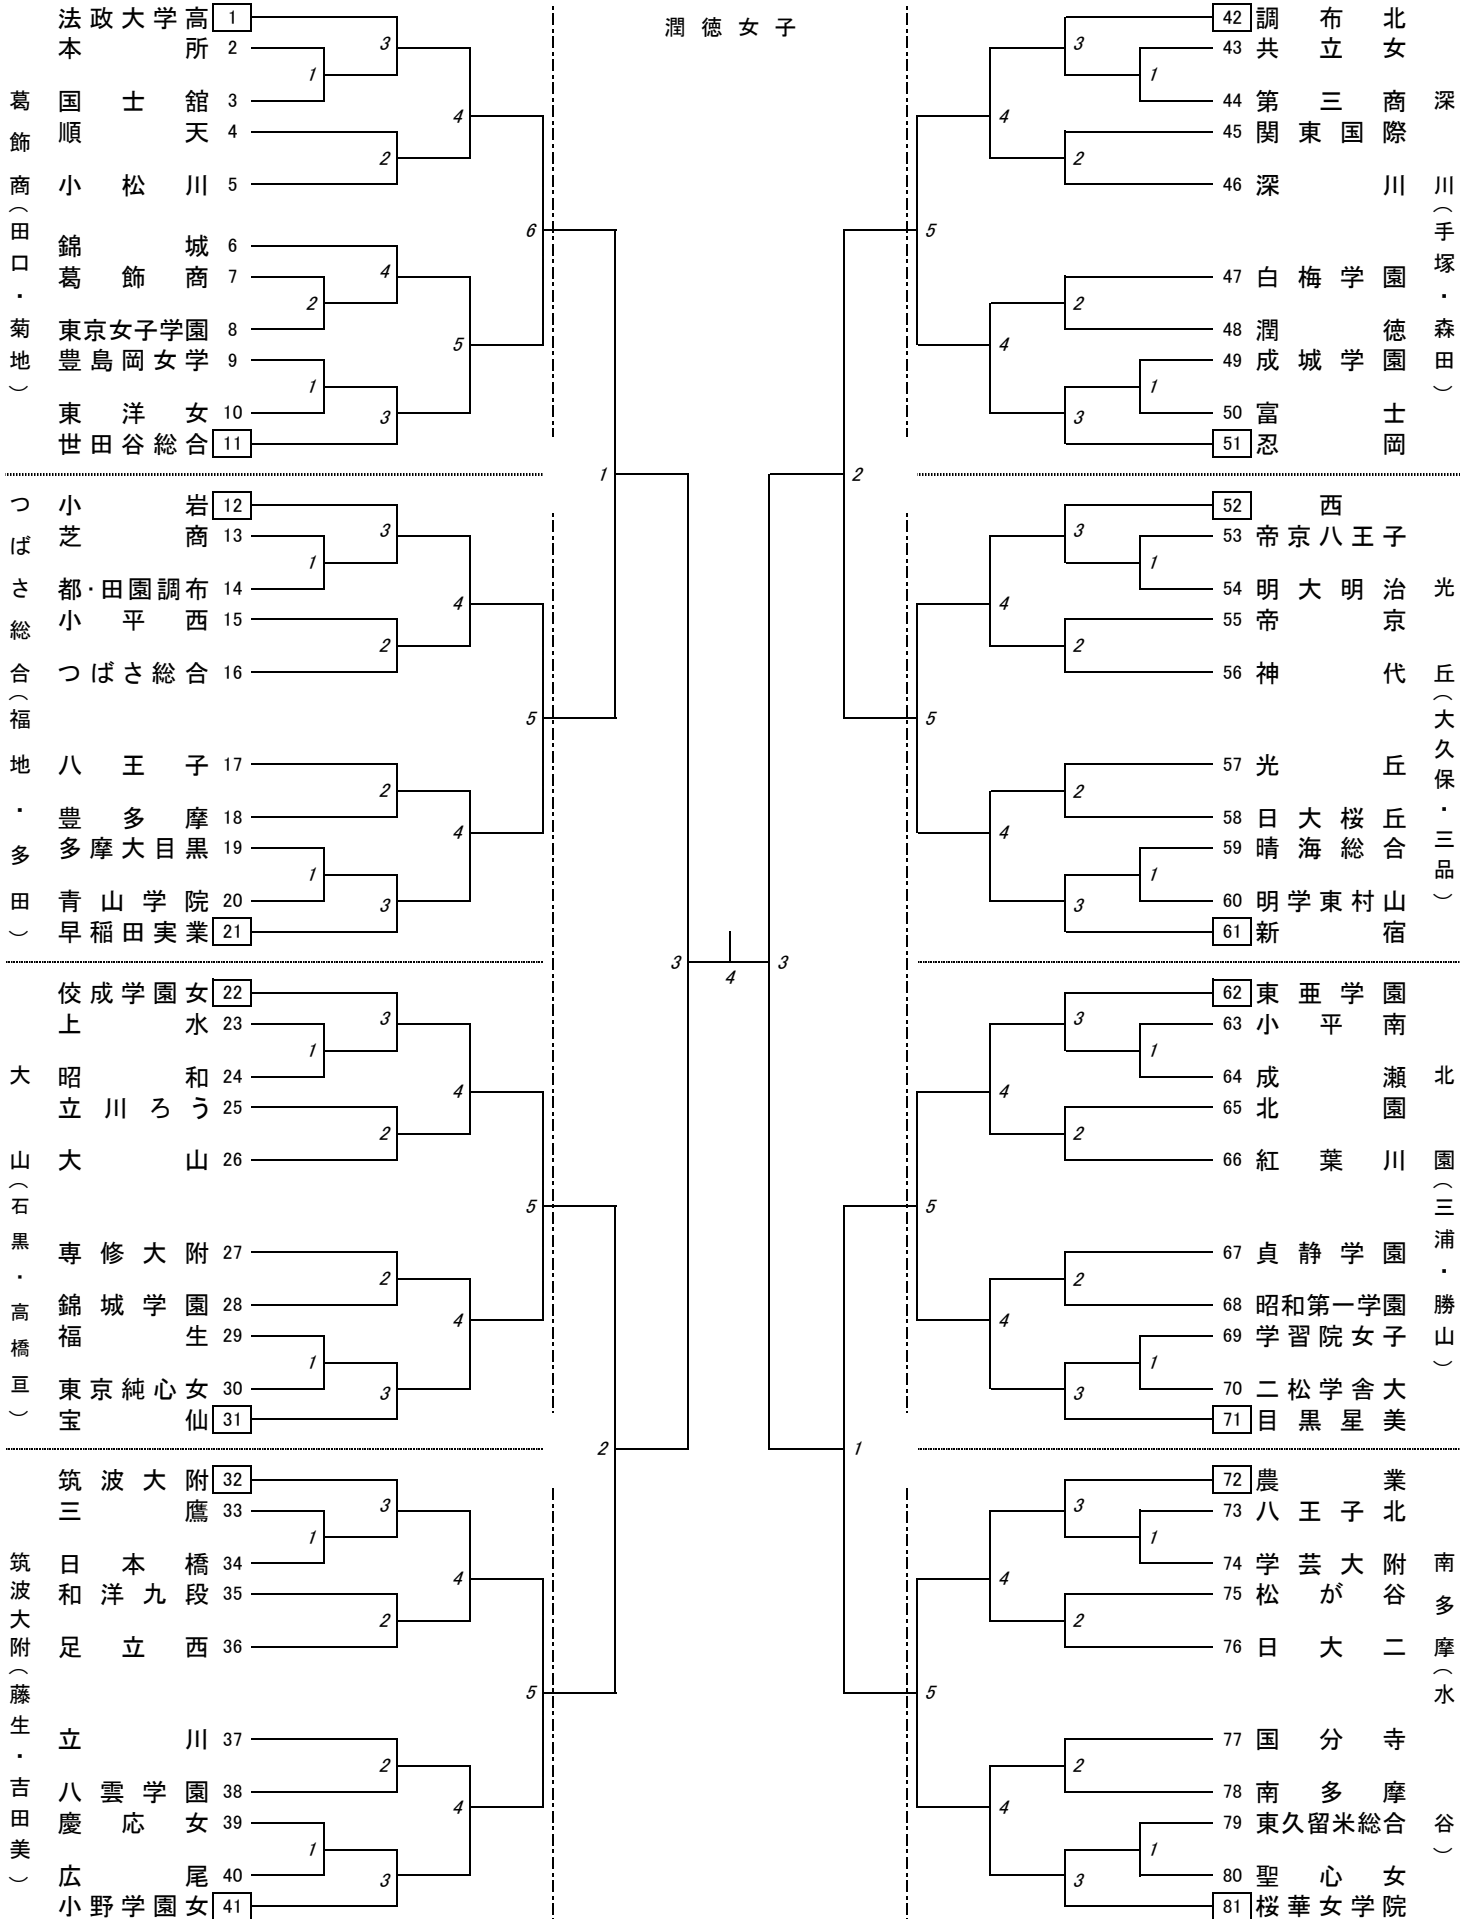 潤徳女子
葛飾商（田口・菊地）
法政大学高 1
本所 2
国士舘 3
順天 4
小松川 5
錦城 6
葛飾商 7
東京女子学園 8
豊島岡女学 9
東洋女 10
世田谷総合 11
3
1
4
2
6
4
2
5
1
3
つばさ総合（福地・多田）
小岩 12
芝商 13
都・田園調布 14
小平西 15
つばさ総合 16
八王子 17
豊多摩 18
多摩大目黒 19
青山学院 20
早稲田実業 21
3
1
4
2
5
2
4
1
3
大山（石黒・高橋亘）
佼成学園女 22
上水 23
昭和 24
立川ろう 25
大山 26
専修大附 27
錦城学園 28
福生 29
東京純心女 30
宝仙 31
3
1
4
2
5
2
4
1
3
筑波大附（藤生・吉田美）
筑波大附 32
三鷹 33
日本橋 34
和洋九段 35
足立西 36
立川 37
八雲学園 38
慶応女 39
広尾 40
小野学園女 41
3
1
4
2
5
2
4
1
3
1
2
3
4
3
2
1
42 調布北
43 共立女
44 第三商
45 関東国際
46 深川
47 白梅学園
48 潤徳
49 成城学園
50 富士
51 忍岡
深川（手塚・森田）
3
1
4
2
5
2
4
1
3
52 西
53 帝京八王子
54 明大明治
55 帝京
56 神代
57 光丘
58 日大桜丘
59 晴海総合
60 明学東村山
61 新宿
光丘（大久保・三品）
3
1
4
2
5
2
4
1
3
62 東亜学園
63 小平南
64 成瀬
65 北園
66 紅葉川
67 貞静学園
68 昭和第一学園
69 学習院女子
70 二松学舎大
71 目黒星美
北園（三浦・勝山）
3
1
4
2
5
2
4
1
3
72 農業
73 八王子北
74 学芸大附
75 松が谷
76 日大二
77 国分寺
78 南多摩
79 東久留米総合
80 聖心女
81 桜華女学院
南多摩（水谷）
3
1
4
2
5
2
4
1
3